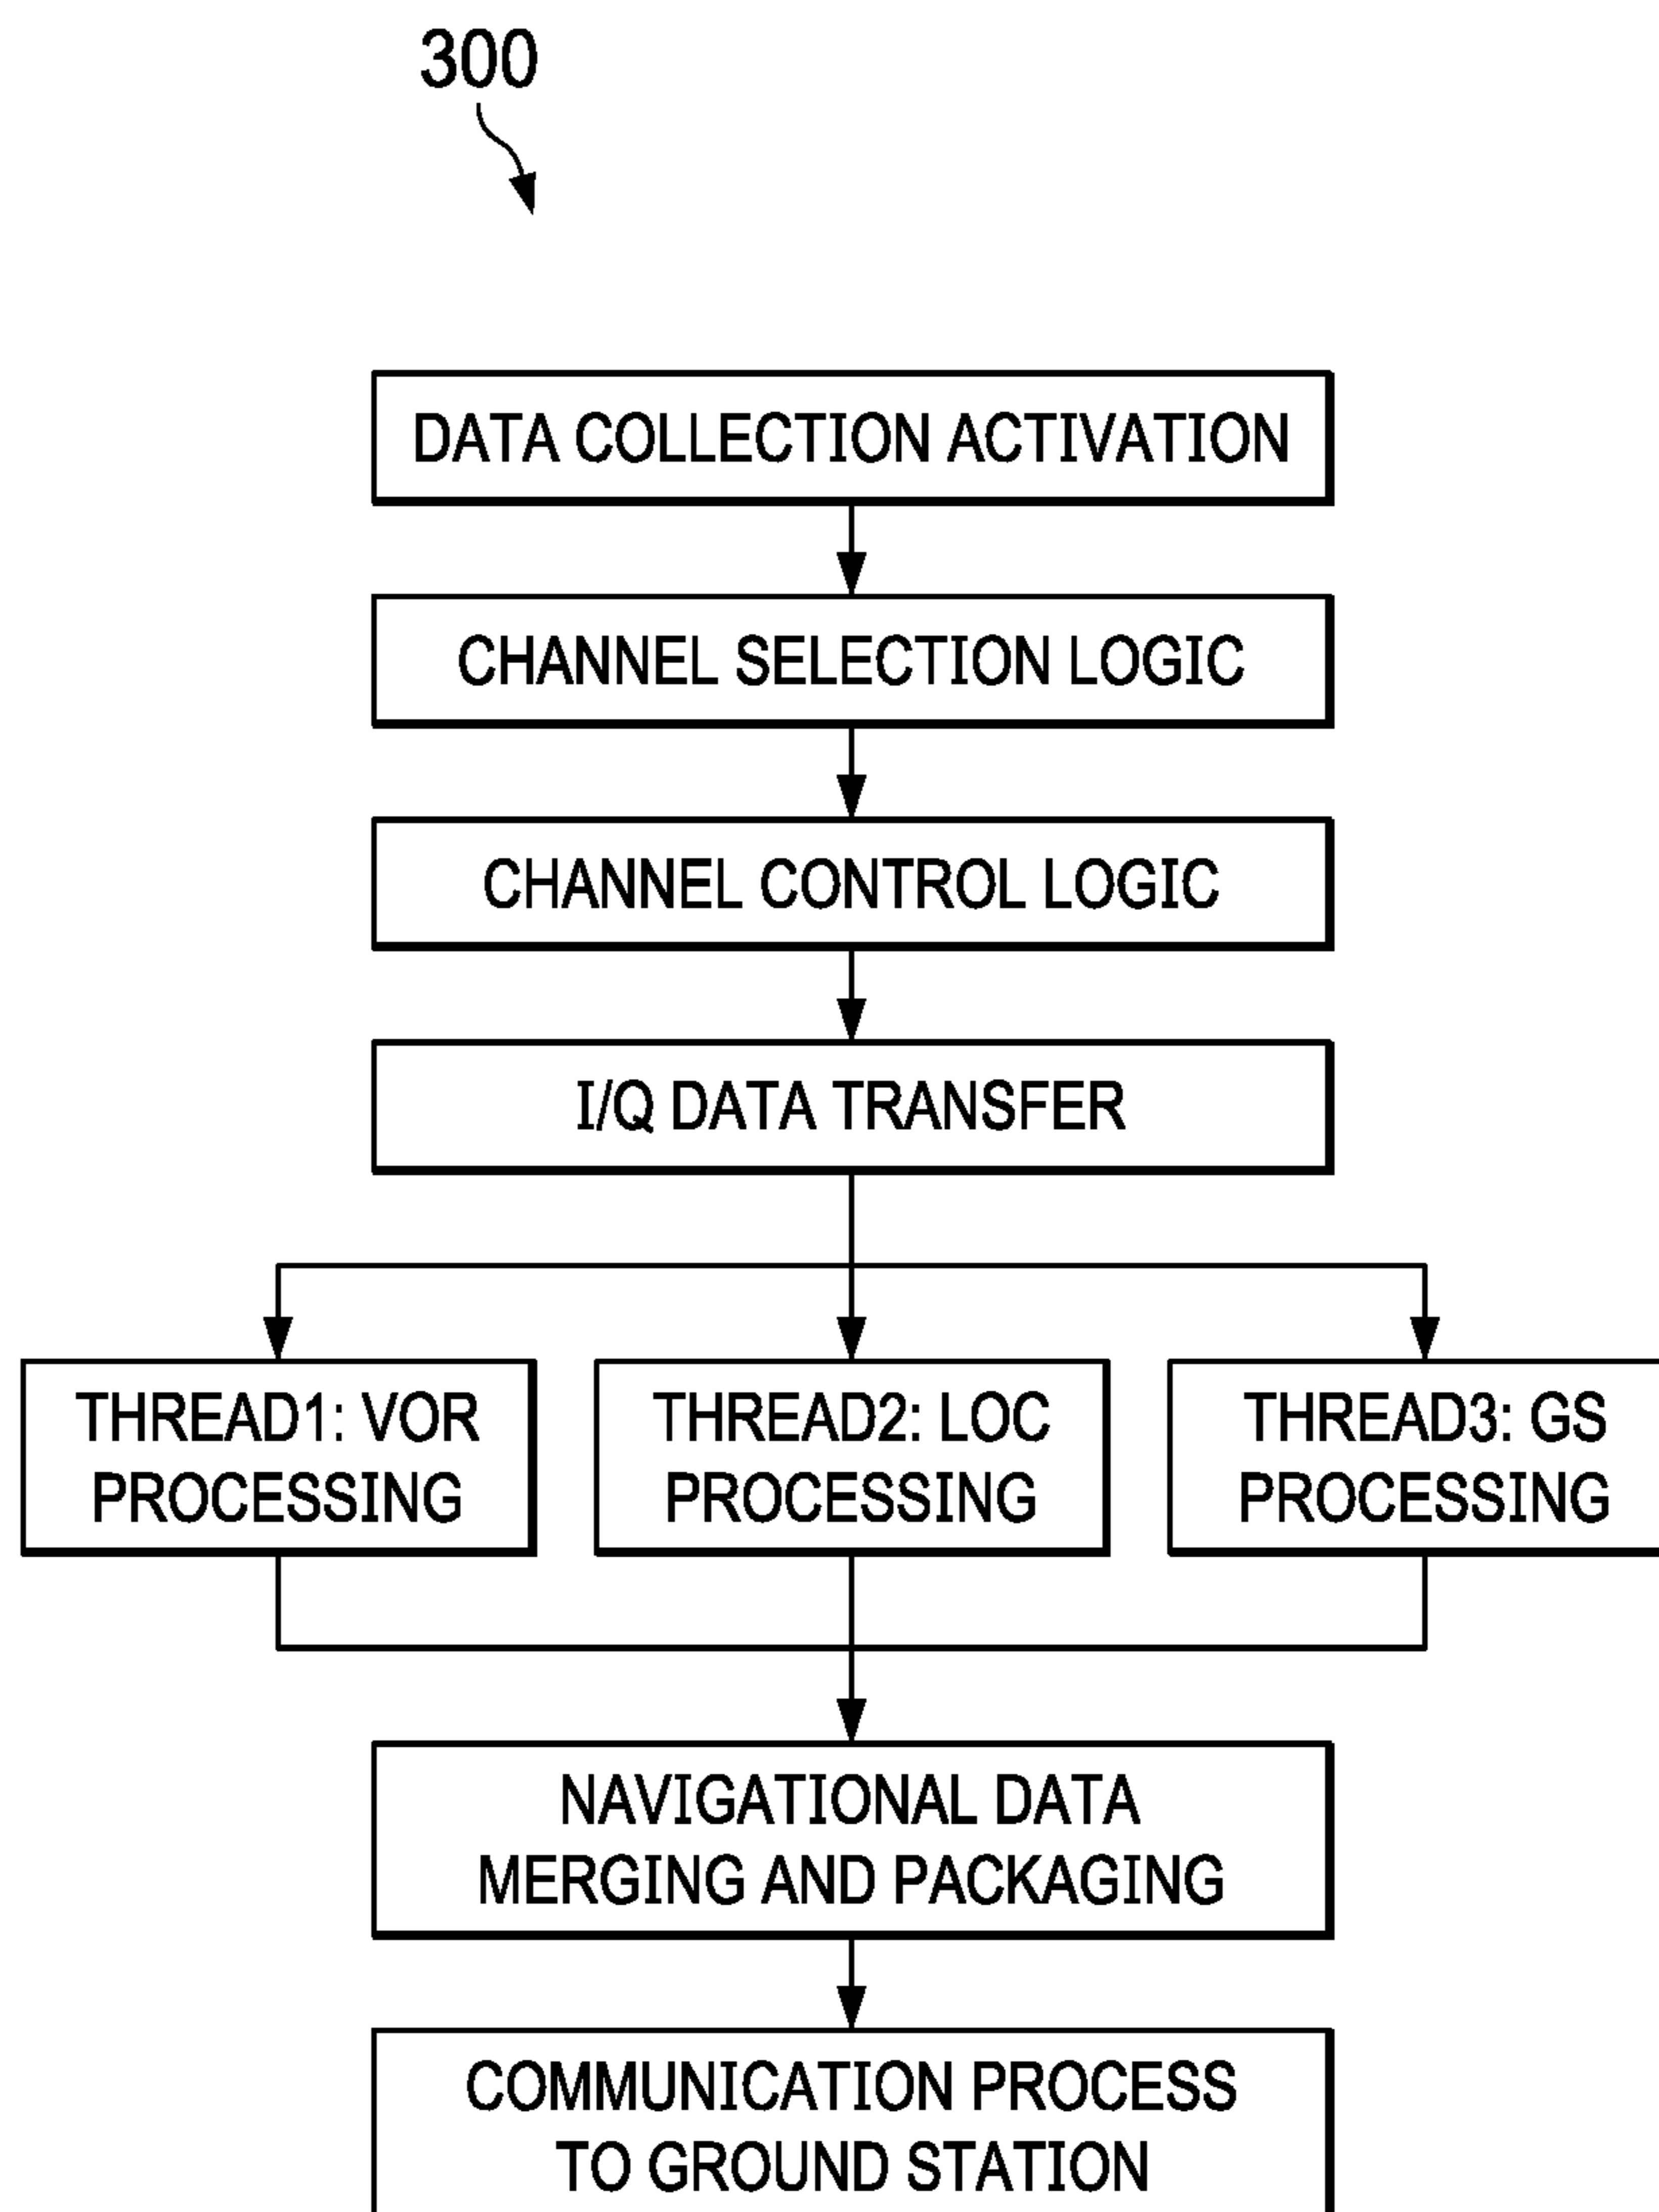 300
DATA COLLECTION ACTIVATION
CHANNEL SELECTION LOGIC
CHANNEL CONTROL LOGIC
I/Q DATA TRANSFER
THREAD1: VOR
PROCESSING
THREAD2: LOC
PROCESSING
THREAD3: GS
PROCESSING
NAVIGATIONAL DATA
MERGING AND PACKAGING
COMMUNICATION PROCESS
TO GROUND STATION